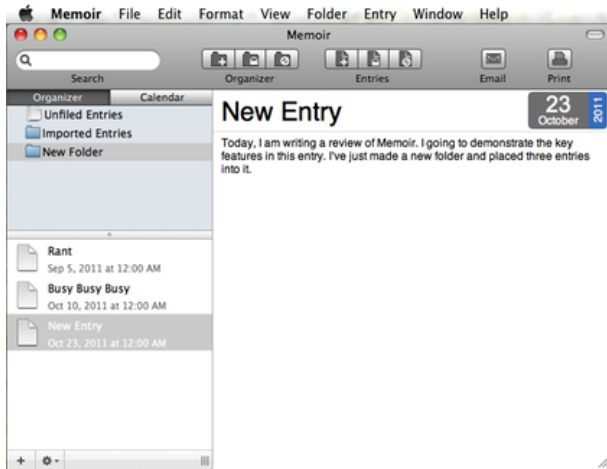 Memoir File Edit Format View Folder Entry Window Help
Memoir
Search Organizer Entries Email Print
Organizer Calendar
Unfiled Entries
Imported Entries
New Folder
Rant
Sep 5, 2011 at 12:00 AM
Busy Busy Busy
Oct 10, 2011 at 12:00 AM
New Entry
Oct 23, 2011 at 12:00 AM
New Entry
23
October
2011
Today, I am writing a review of Memoir. I going to demonstrate the key
features in this entry. I've just made a new folder and placed three entries
into it.